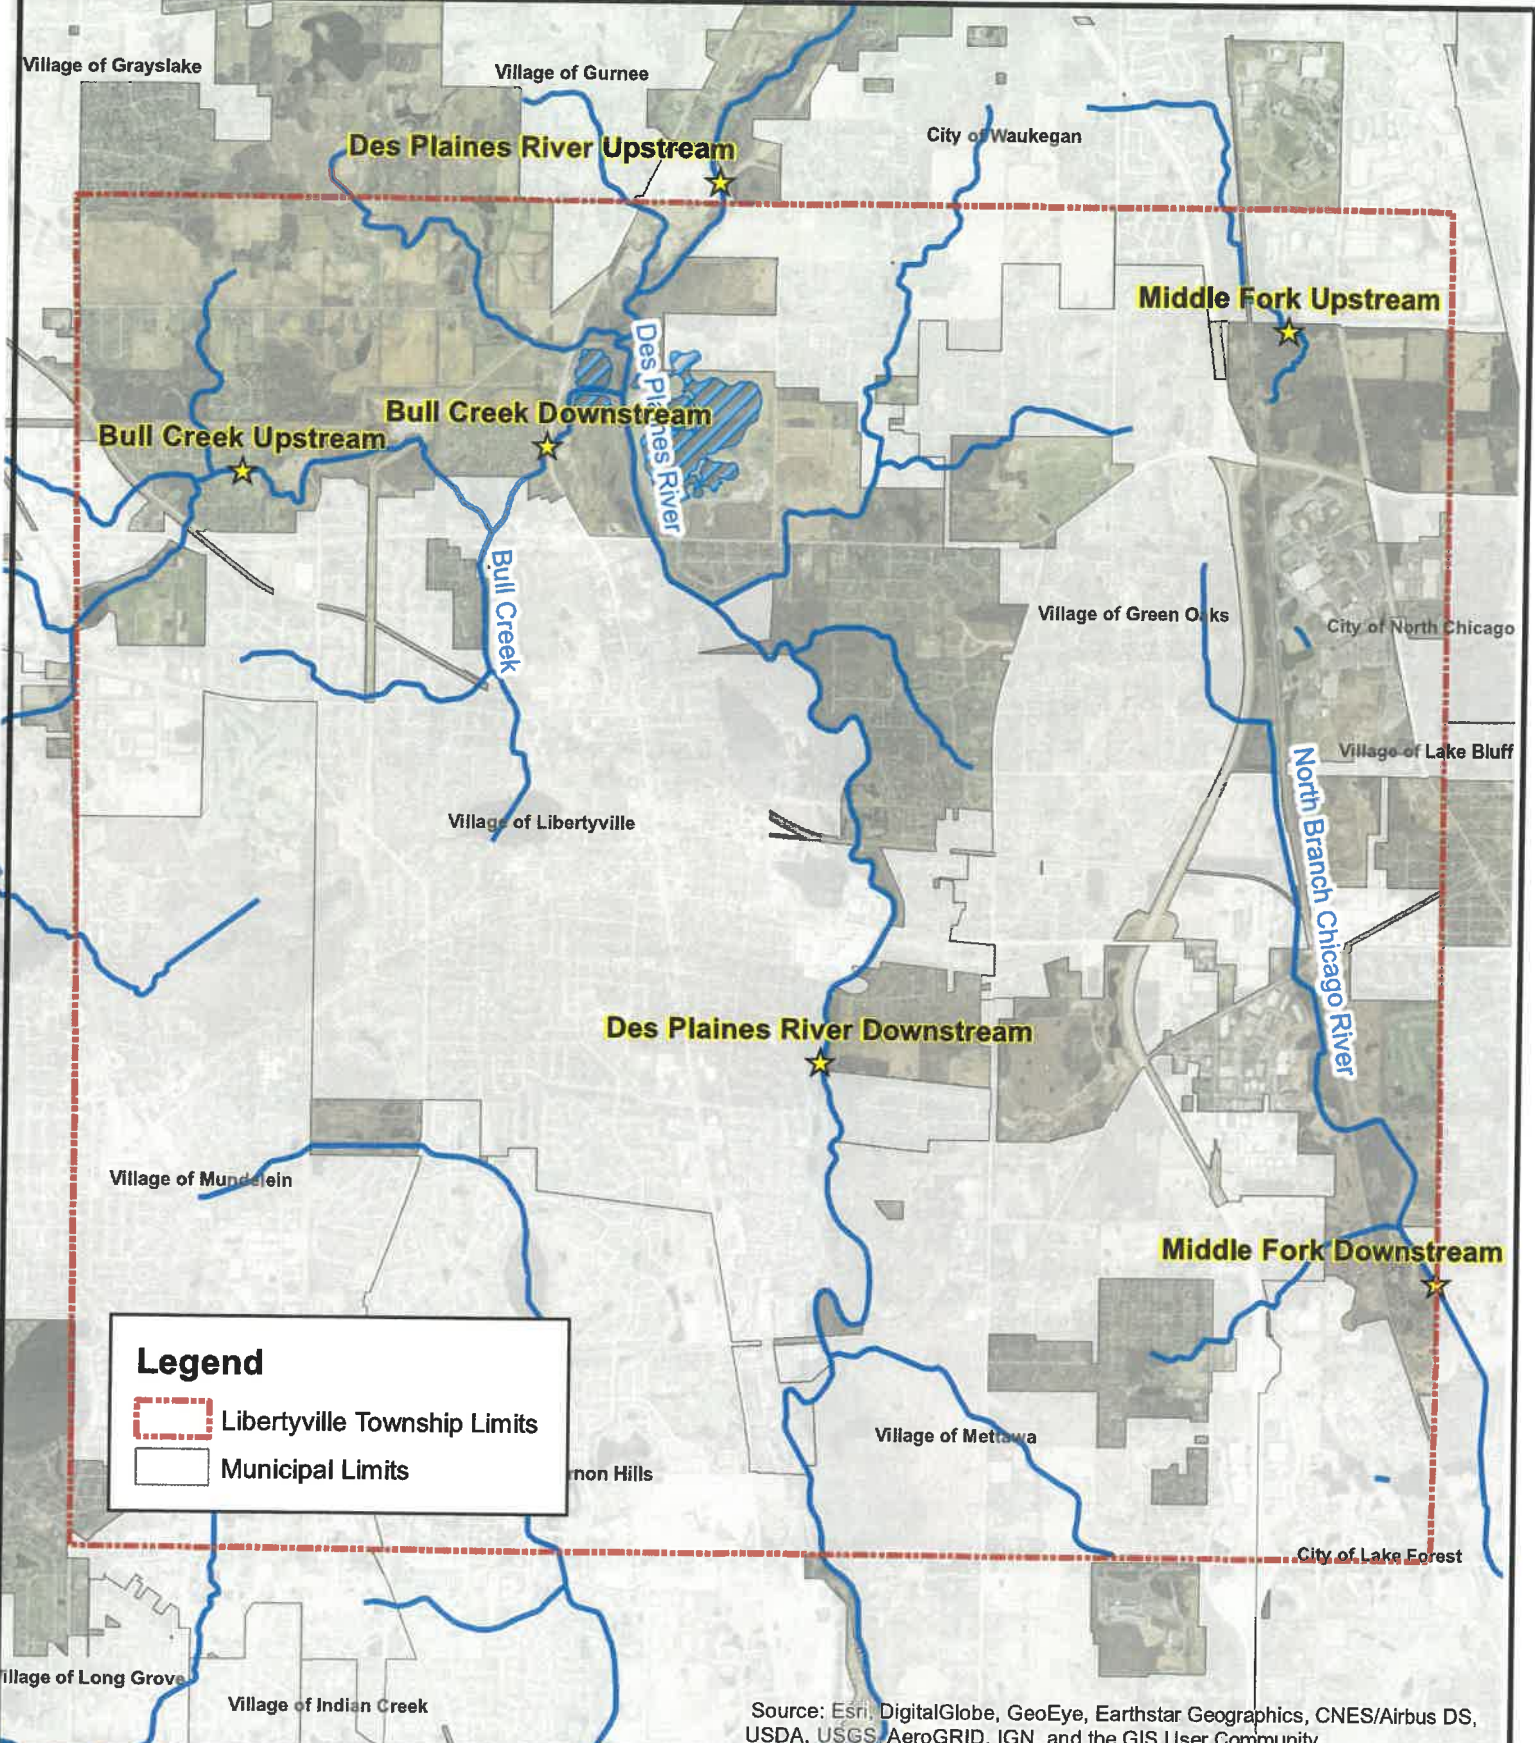 Village of Grayslake
Village of Gurnee
City of Waukegan
Des Plaines River Upstream
Middle Fork Upstream
Des Plaines River
Bull Creek Downstream
Bull Creek Upstream
Bull Creek
Village of Green O ks
City of North Chicago
Village of Lake Bluff
North Branch Chicago River
Village of Libertyville
Des Plaines River Downstream
Village of Mundelein
Middle Fork Downstream
Legend
Libertyville Township Limits
Municipal Limits
Village of Mettawa
non Hills
City of Lake Forest
illage of Long Grove
Village of Indian Creek
Source: Esri, DigitalGlobe, GeoEye, Earthstar Geographics, CNES/Airbus DS,
USDA, USGS, AeroGRID, IGN, and the GIS User Community